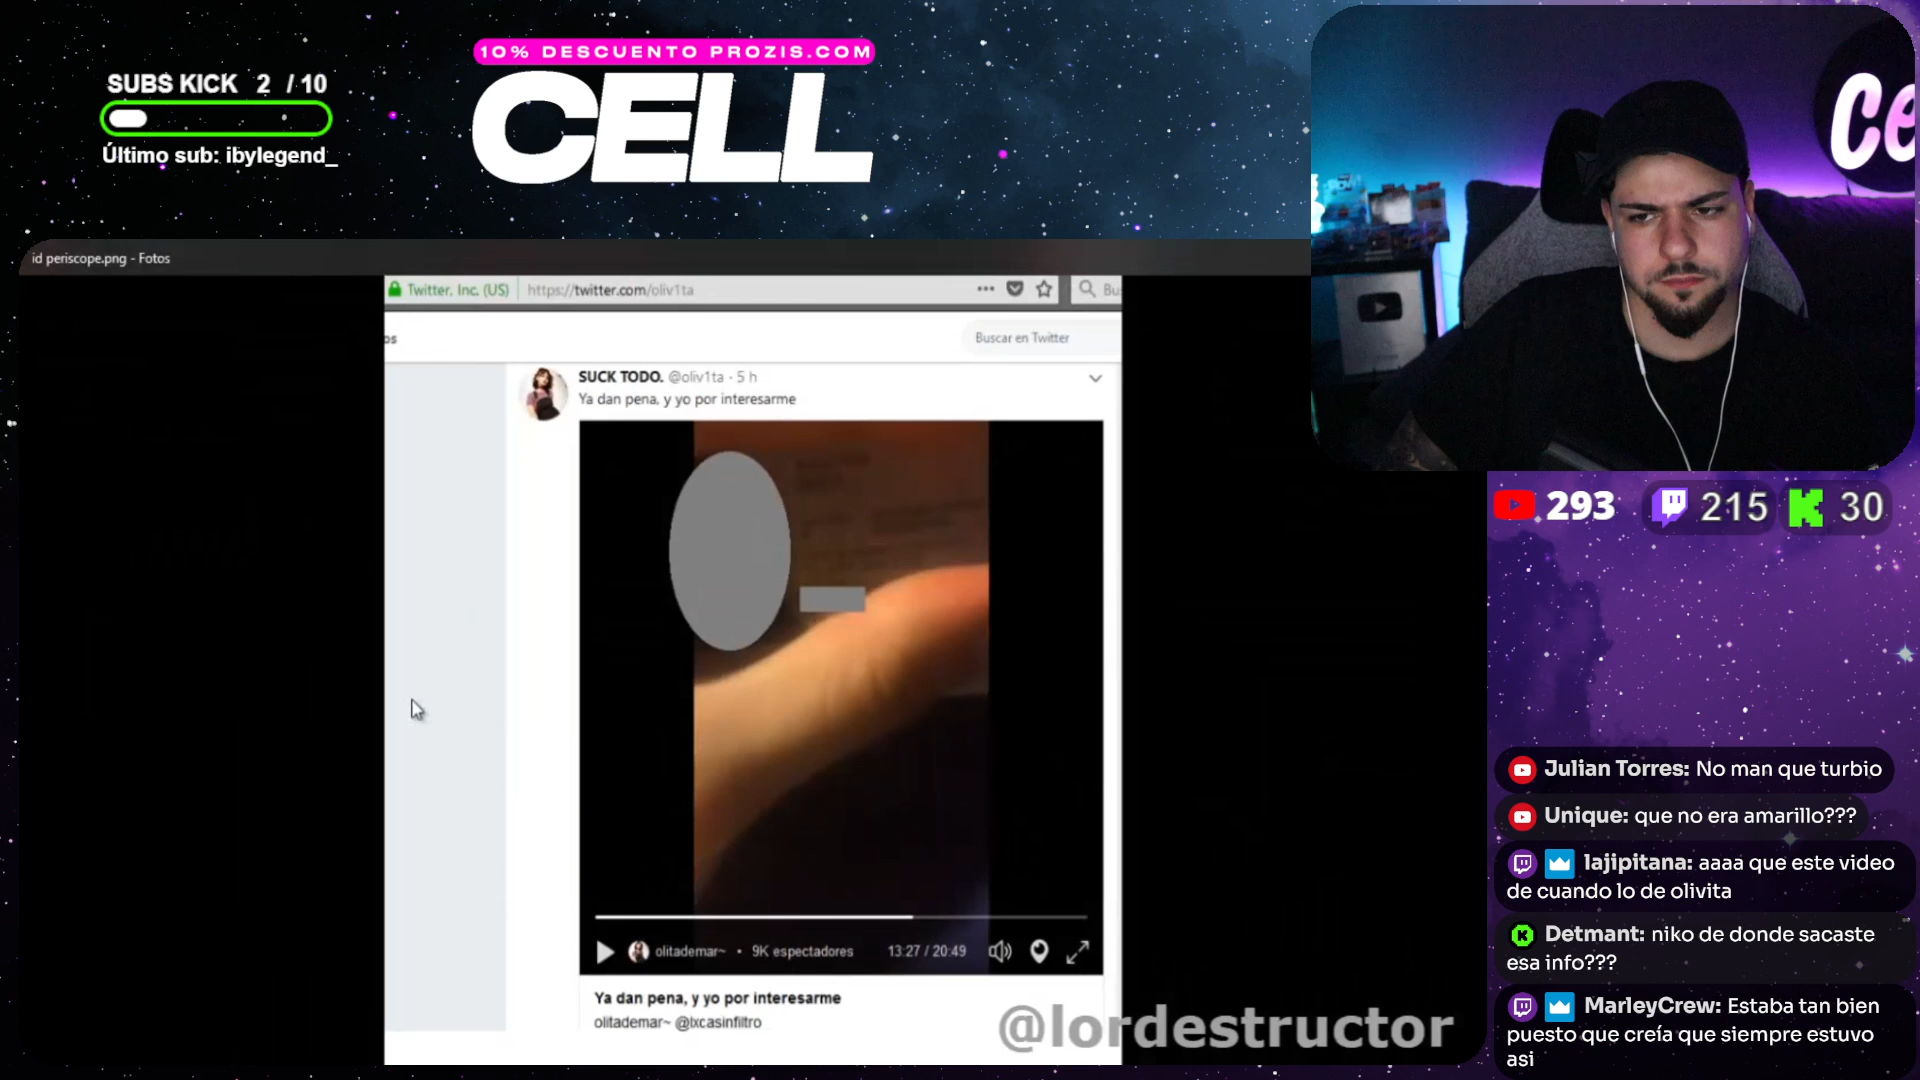 10% DESCUENTO PROZIS.COM
CELL
SUBS KICK 2 / 10
Último sub: ibylegend_
Ce
id periscope.png - Fotos
Twitter, Inc. (US)
https://twitter.com/oliv1ta
Bu
os
Buscar en Twitter
SUCK TODO. @oliv1ta · 5 h
Ya dan pena, y yo por interesarme
293
215
30
olitademar~ • 9K espectadores 13:27 / 20:49
Ya dan pena, y yo por interesarme
olitademar~ @lxcasinfiltro
@lordestructor
Julian Torres: No man que turbio
Unique: que no era amarillo???
lajipitana: aaaa que este video
de cuando lo de olivita
Detmant: niko de donde sacaste
esa info???
MarleyCrew: Estaba tan bien
puesto que creía que siempre estuvo
asi